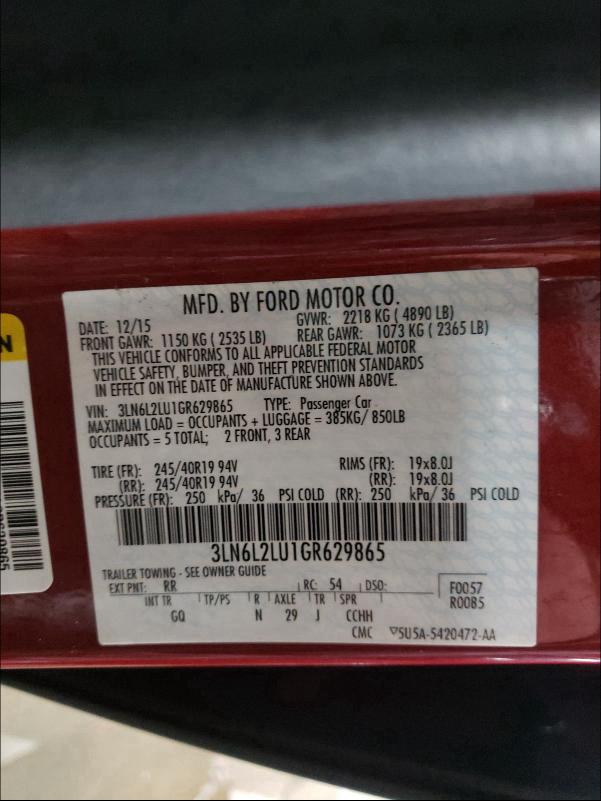 MFD. BY FORD MOTOR CO.
DATE: 12/15 GVWR: 2218 KG ( 4890 LB)
FRONT GAWR: 1150 KG ( 2535 LB) REAR GAWR: 1073 KG ( 2365 LB)
THIS VEHICLE CONFORMS TO ALL APPLICABLE FEDERAL MOTOR
VEHICLE SAFETY, BUMPER, AND THEFT PREVENTION STANDARDS
IN EFFECT ON THE DATE OF MANUFACTURE SHOWN ABOVE.
VIN: 3LN6L2LU1GR629865 TYPE: Passenger Car
MAXIMUM LOAD = OCCUPANTS + LUGGAGE = 385KG/ 850LB
OCCUPANTS = 5 TOTAL; 2 FRONT, 3 REAR
TIRE (FR): 245/40R19 94V RIMS (FR): 19x8.0J
(RR): 245/40R19 94V (RR): 19x8.0J
PRESSURE (FR): 250 kPa/ 36 PSI COLD (RR): 250 kPa/ 36 PSI COLD
3LN6L2LU1GR629865
TRAILER TOWING - SEE OWNER GUIDE
EXT PNT: RR RC: 54 DSO: F0057
INT TR TP/PS R AXLE TR SPR R0085
GQ N 29 J CCHH
CMC 5U5A-5420472-AA
N